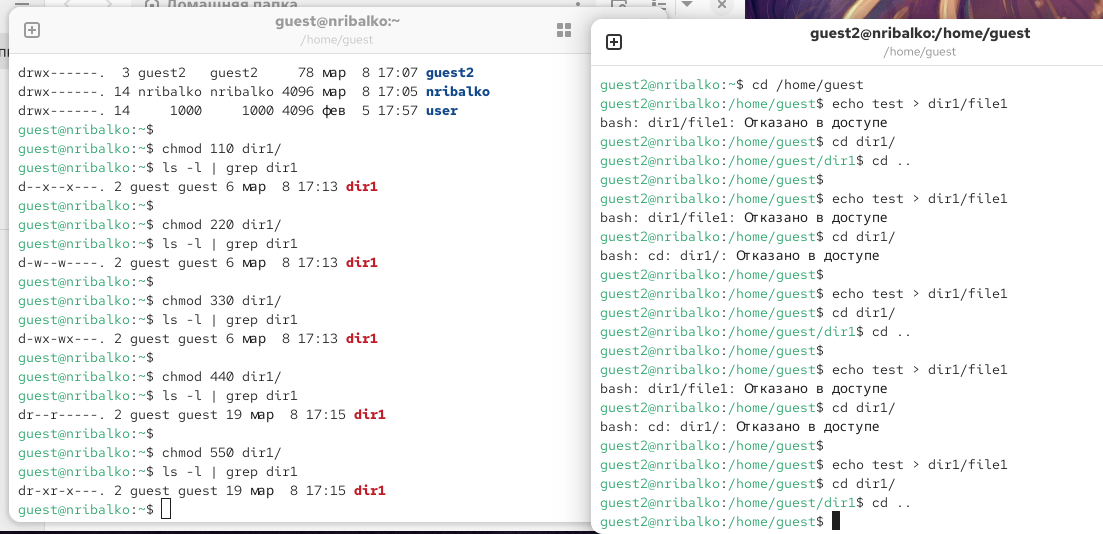 Домашняя папка
guest@nribalko:~
/home/guest
drwx------.  3 guest2   guest2     78 мар  8 17:07 guest2
drwx------. 14 nribalko nribalko 4096 мар  8 17:05 nribalko
drwx------. 14     1000     1000 4096 фев  5 17:57 user
guest@nribalko:~$
guest@nribalko:~$ chmod 110 dir1/
guest@nribalko:~$ ls -l | grep dir1
d--x--x---. 2 guest guest 6 мар  8 17:13 dir1
guest@nribalko:~$
guest@nribalko:~$ chmod 220 dir1/
guest@nribalko:~$ ls -l | grep dir1
d-w--w----. 2 guest guest 6 мар  8 17:13 dir1
guest@nribalko:~$
guest@nribalko:~$ chmod 330 dir1/
guest@nribalko:~$ ls -l | grep dir1
d-wx-wx---. 2 guest guest 6 мар  8 17:13 dir1
guest@nribalko:~$
guest@nribalko:~$ chmod 440 dir1/
guest@nribalko:~$ ls -l | grep dir1
dr--r-----. 2 guest guest 19 мар  8 17:15 dir1
guest@nribalko:~$
guest@nribalko:~$ chmod 550 dir1/
guest@nribalko:~$ ls -l | grep dir1
dr-xr-x---. 2 guest guest 19 мар  8 17:15 dir1
guest@nribalko:~$
guest2@nribalko:/home/guest
/home/guest
guest2@nribalko:~$ cd /home/guest
guest2@nribalko:/home/guest$ echo test > dir1/file1
bash: dir1/file1: Отказано в доступе
guest2@nribalko:/home/guest$ cd dir1/
guest2@nribalko:/home/guest/dir1$ cd ..
guest2@nribalko:/home/guest$
guest2@nribalko:/home/guest$ echo test > dir1/file1
bash: dir1/file1: Отказано в доступе
guest2@nribalko:/home/guest$ cd dir1/
bash: cd: dir1/: Отказано в доступе
guest2@nribalko:/home/guest$
guest2@nribalko:/home/guest$ echo test > dir1/file1
guest2@nribalko:/home/guest$ cd dir1/
guest2@nribalko:/home/guest/dir1$ cd ..
guest2@nribalko:/home/guest$
guest2@nribalko:/home/guest$ echo test > dir1/file1
bash: dir1/file1: Отказано в доступе
guest2@nribalko:/home/guest$ cd dir1/
bash: cd: dir1/: Отказано в доступе
guest2@nribalko:/home/guest$
guest2@nribalko:/home/guest$ echo test > dir1/file1
guest2@nribalko:/home/guest$ cd dir1/
guest2@nribalko:/home/guest/dir1$ cd ..
guest2@nribalko:/home/guest$